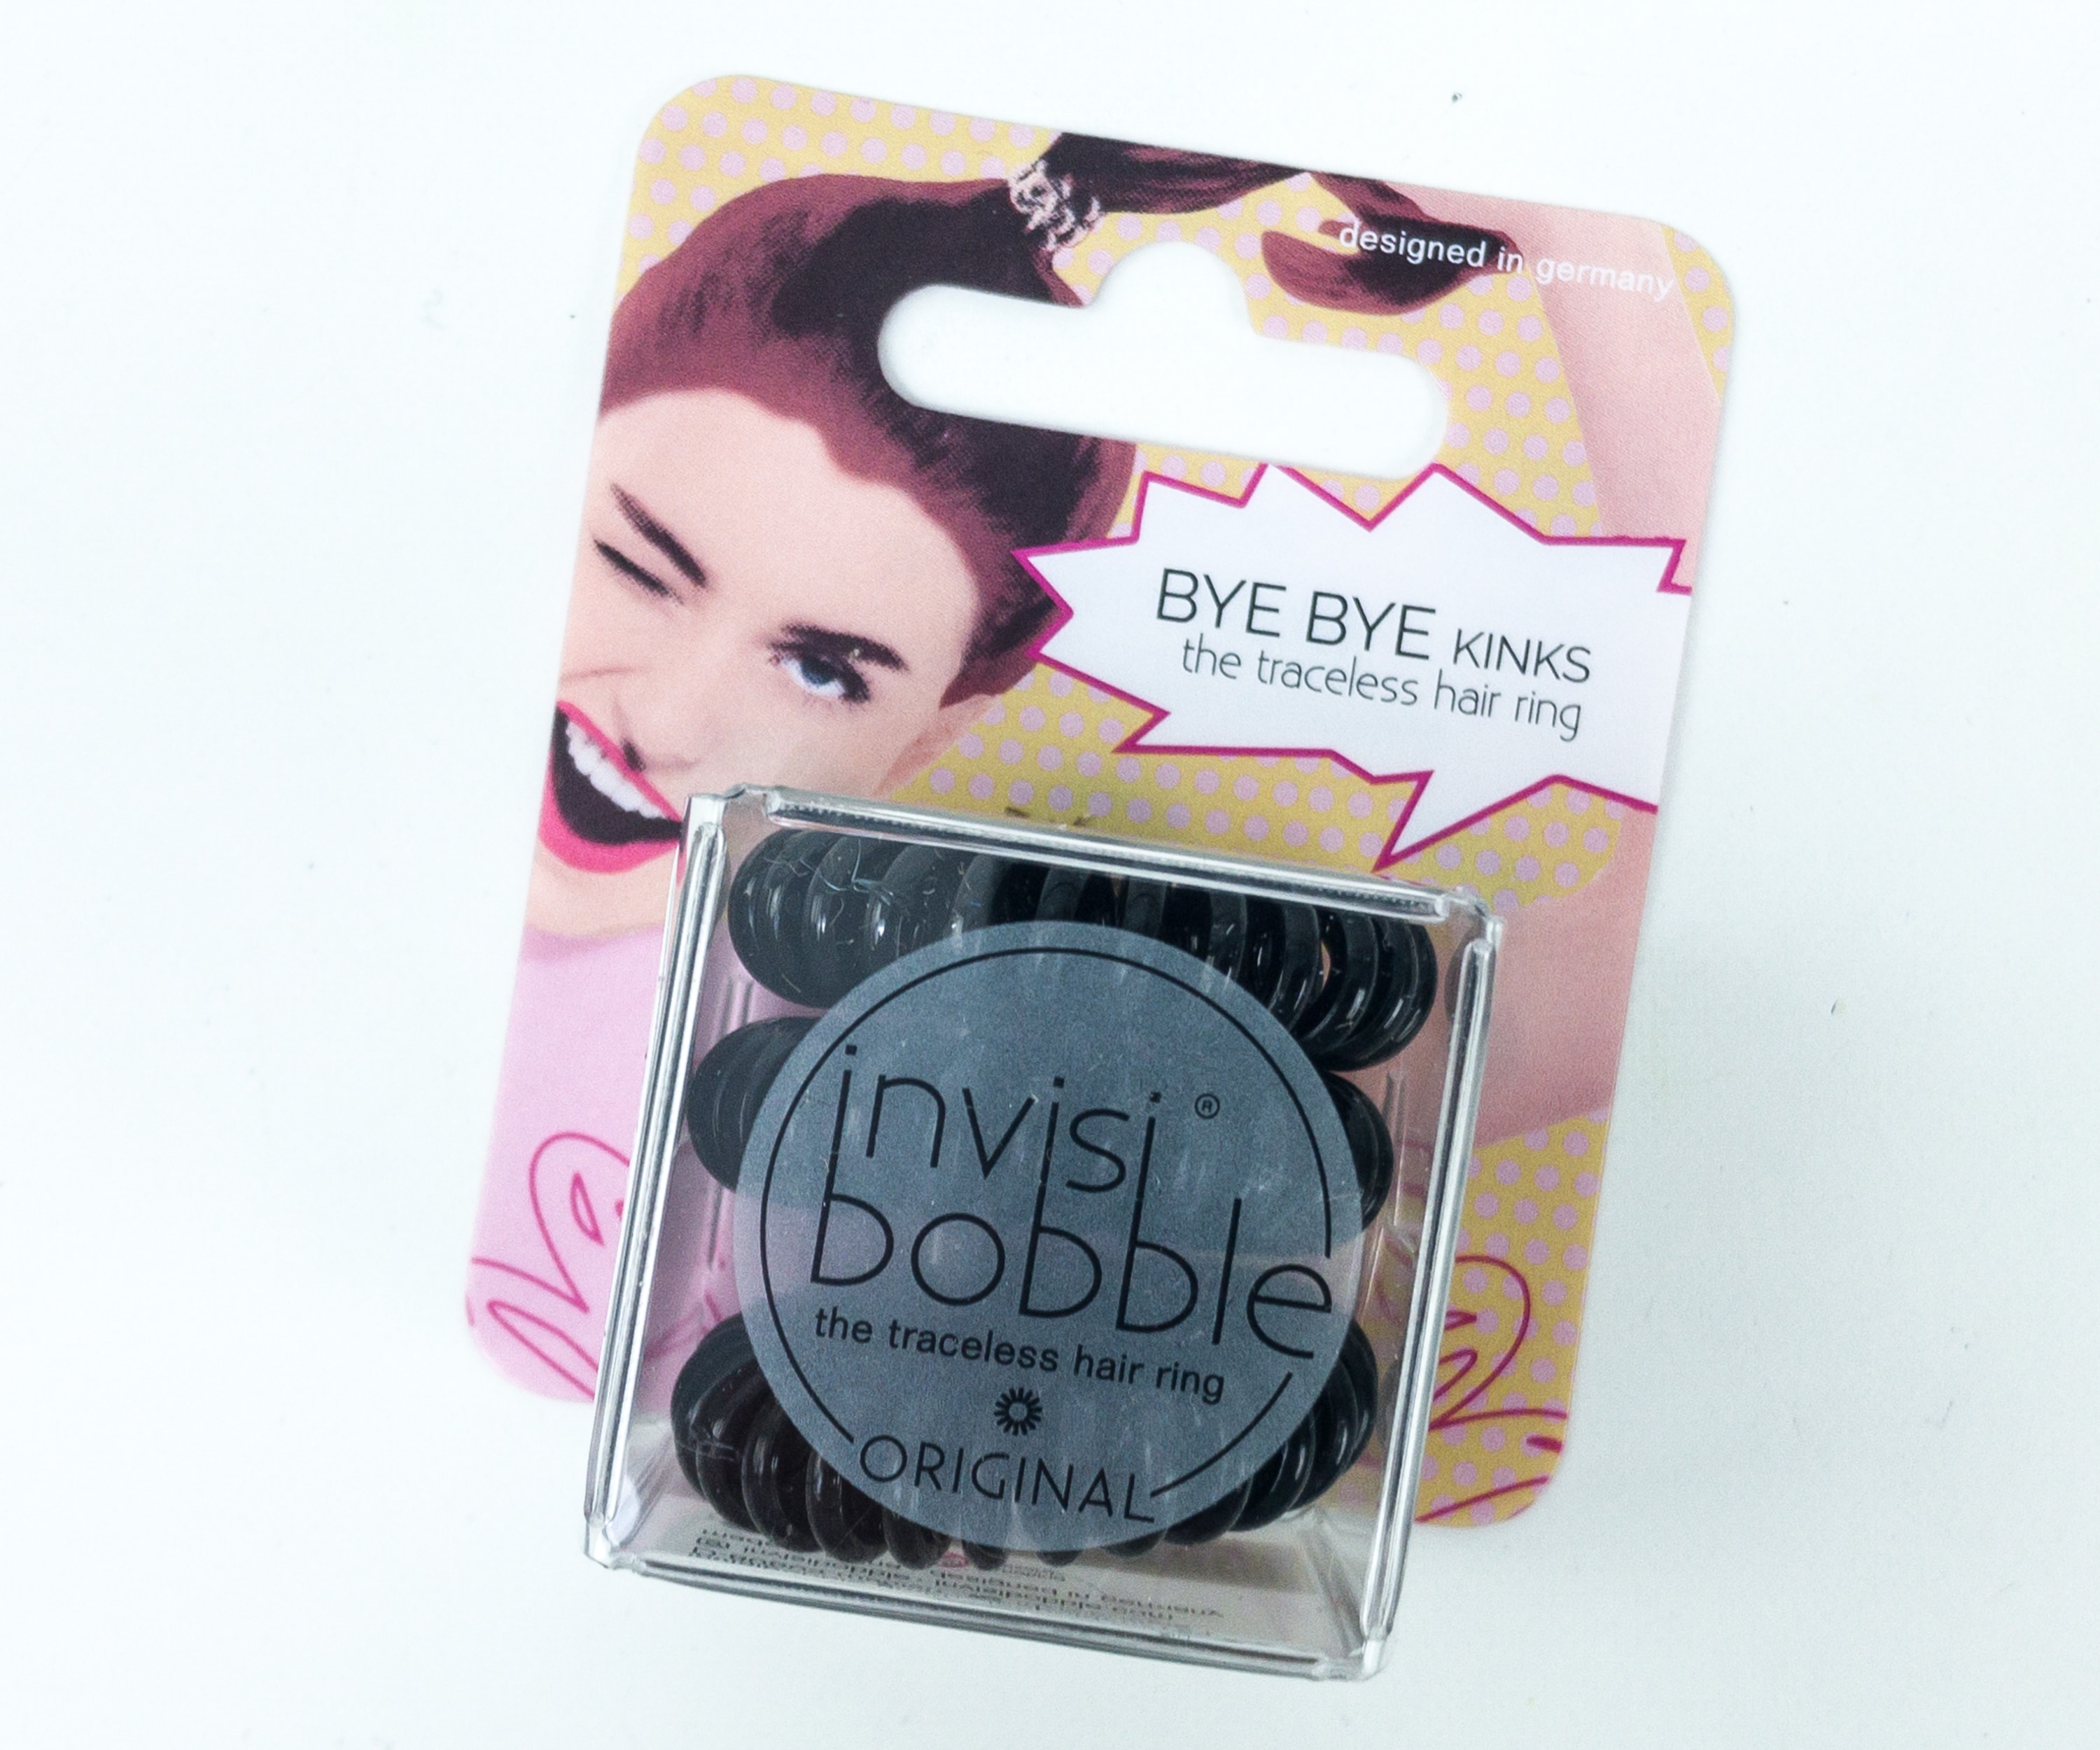 designed in germany
BYE BYE KINKS
the traceless hair ring
invisi®
bobble
the traceless hair ring
ORIGINAL